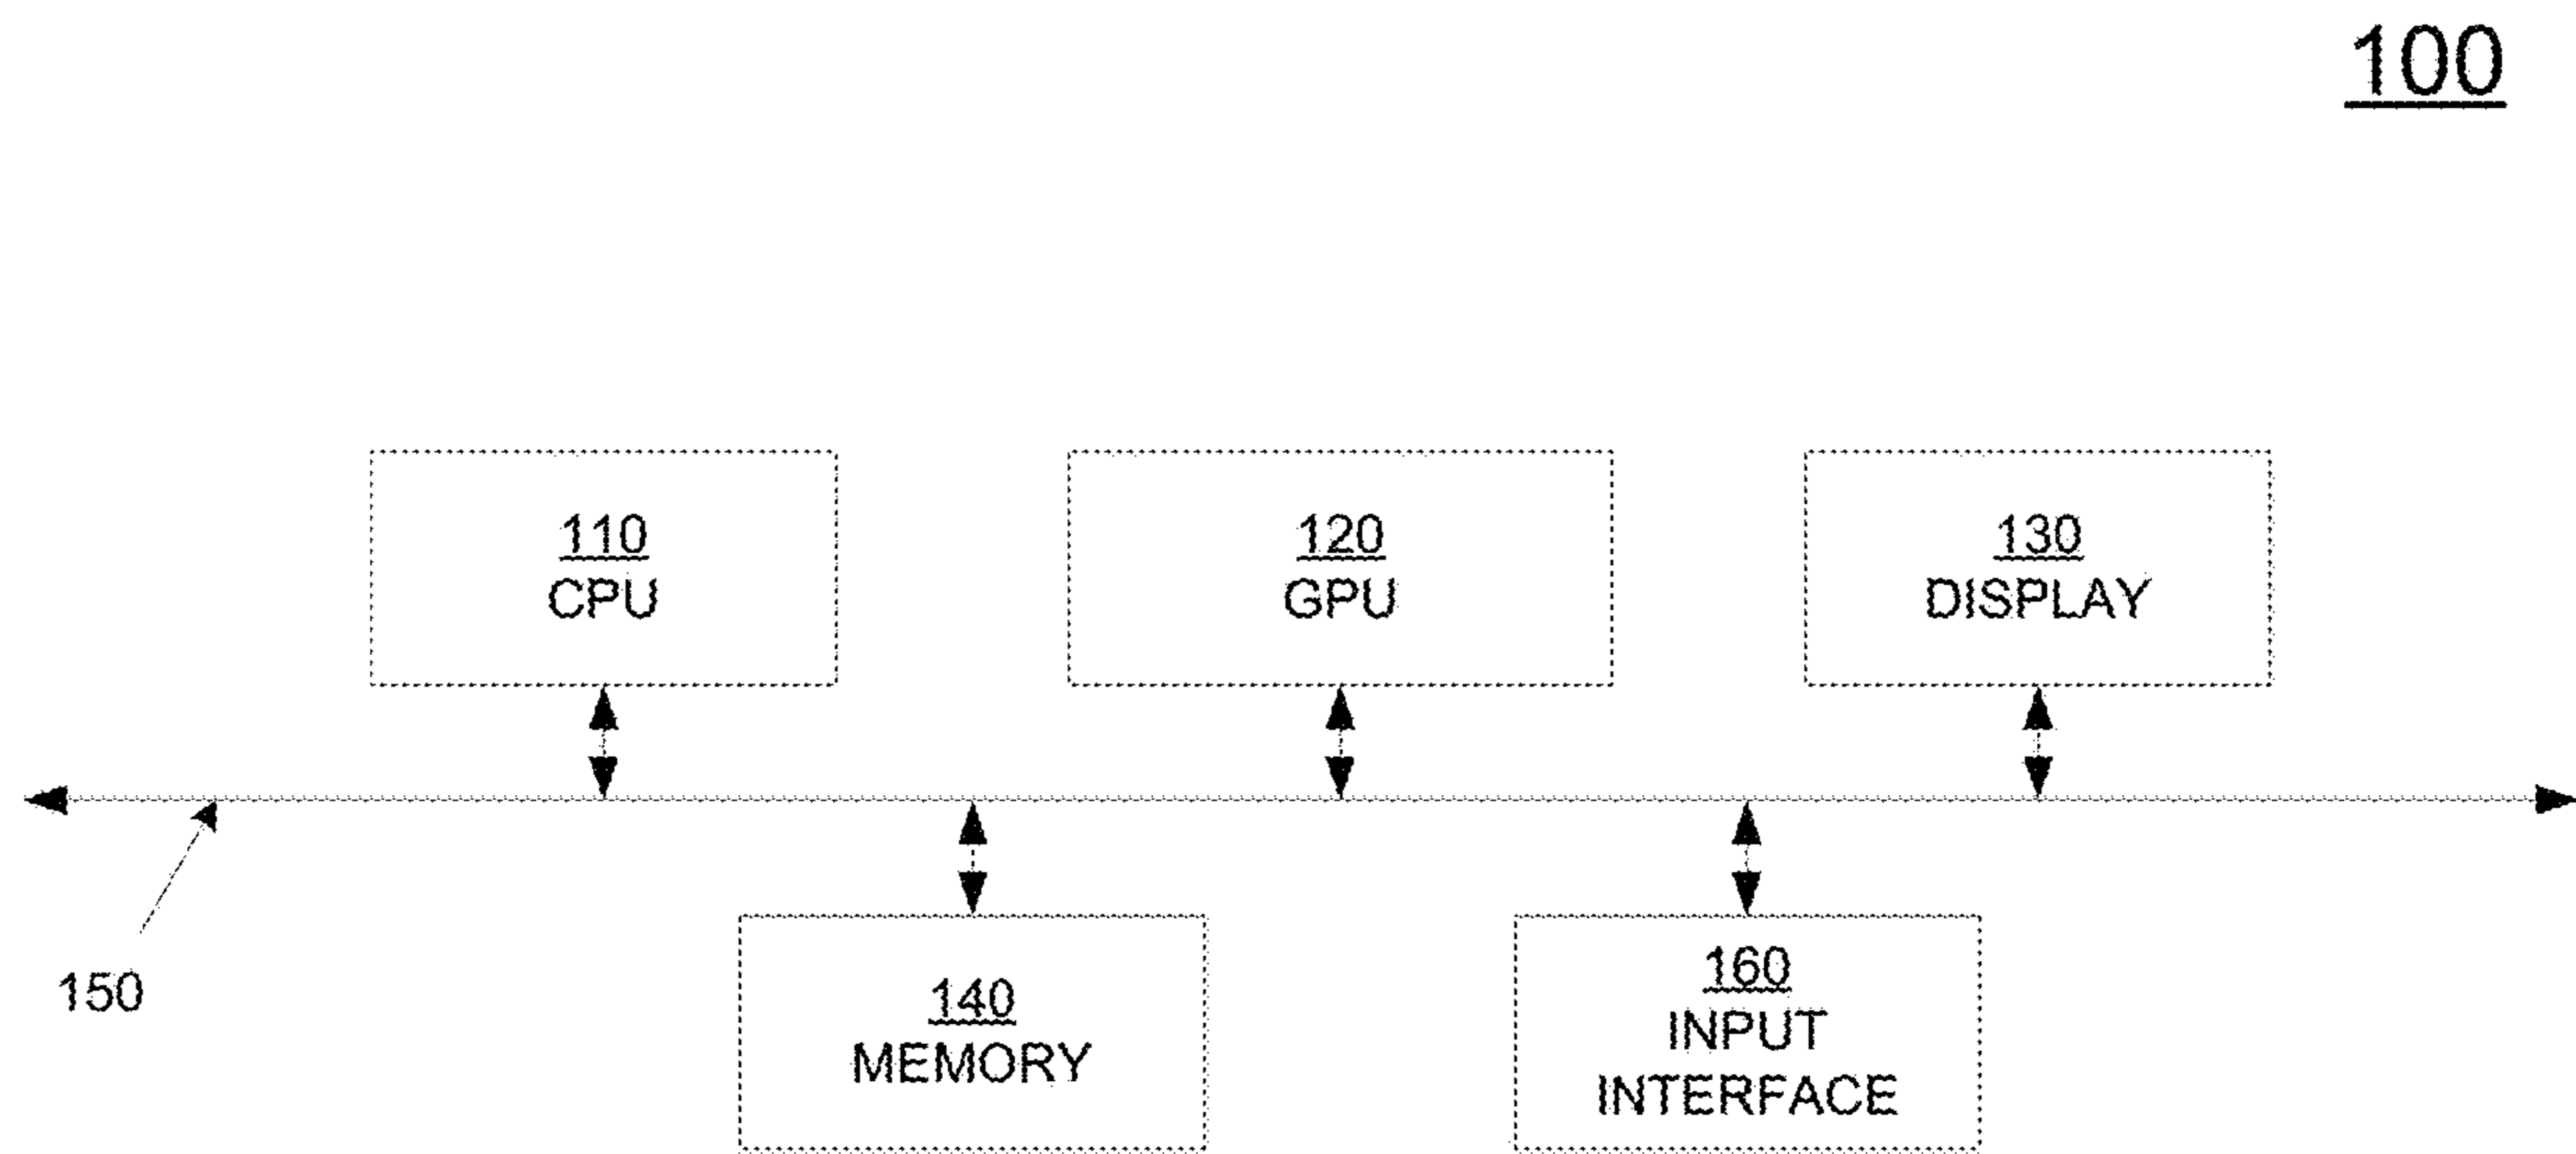 100
110
CPU
120
GPU
130
DISPLAY
150
140
MEMORY
160
INPUT
INTERFACE